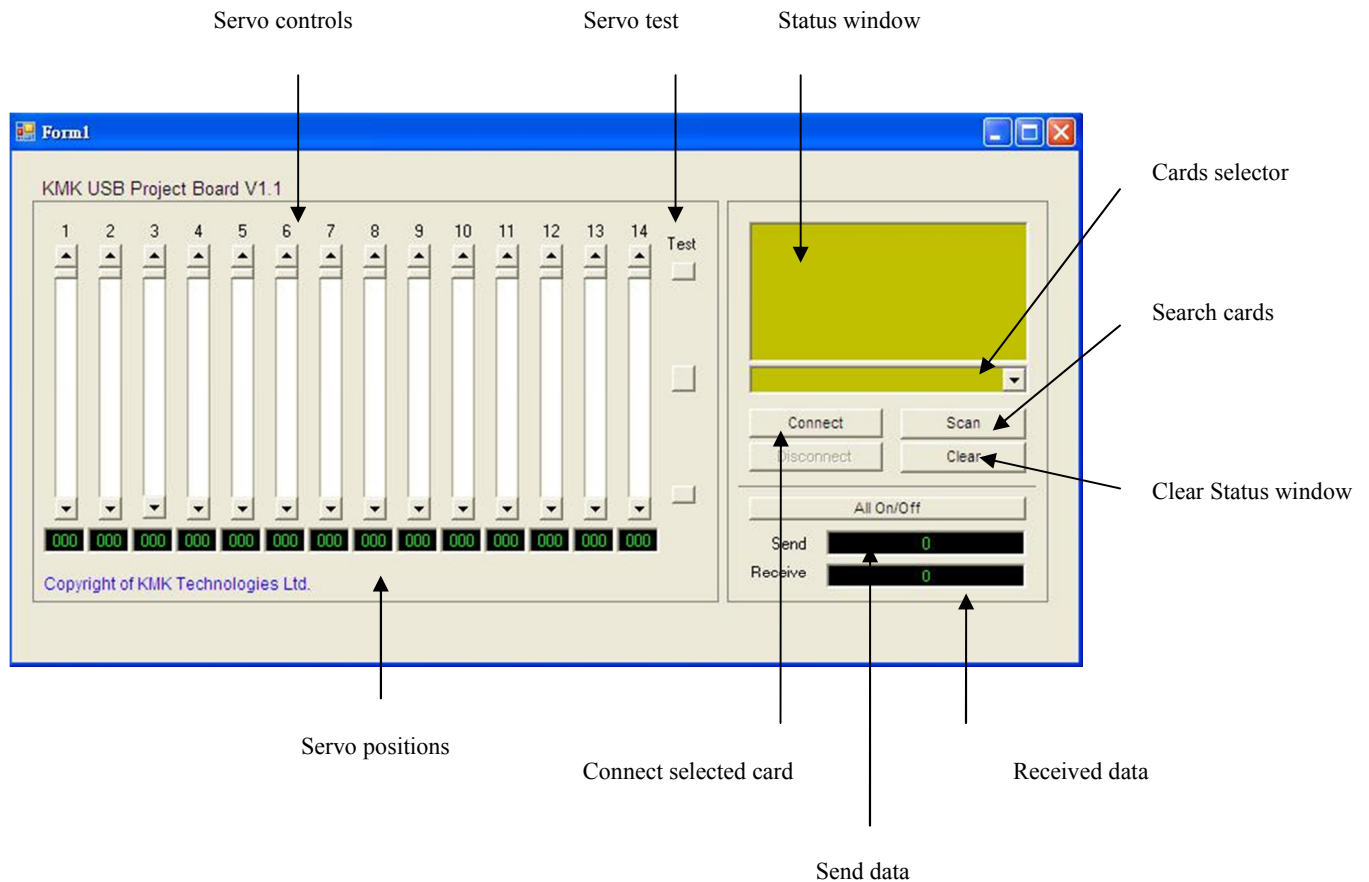 Servo controls
Servo test
Status window
Form1
Cards selector
KMK USB Project Board V1.1
1 2 3 4 5 6 7 8 9 10 11 12 13 14
Test
Search cards
Connect
Scan
Disconnect
Clear
Clear Status window
All On/Off
000 000 000 000 000 000 000 000 000 000 000 000 000 000
Send 0
Receive 0
Copyright of KMK Technologies Ltd.
Servo positions
Connect selected card
Received data
Send data